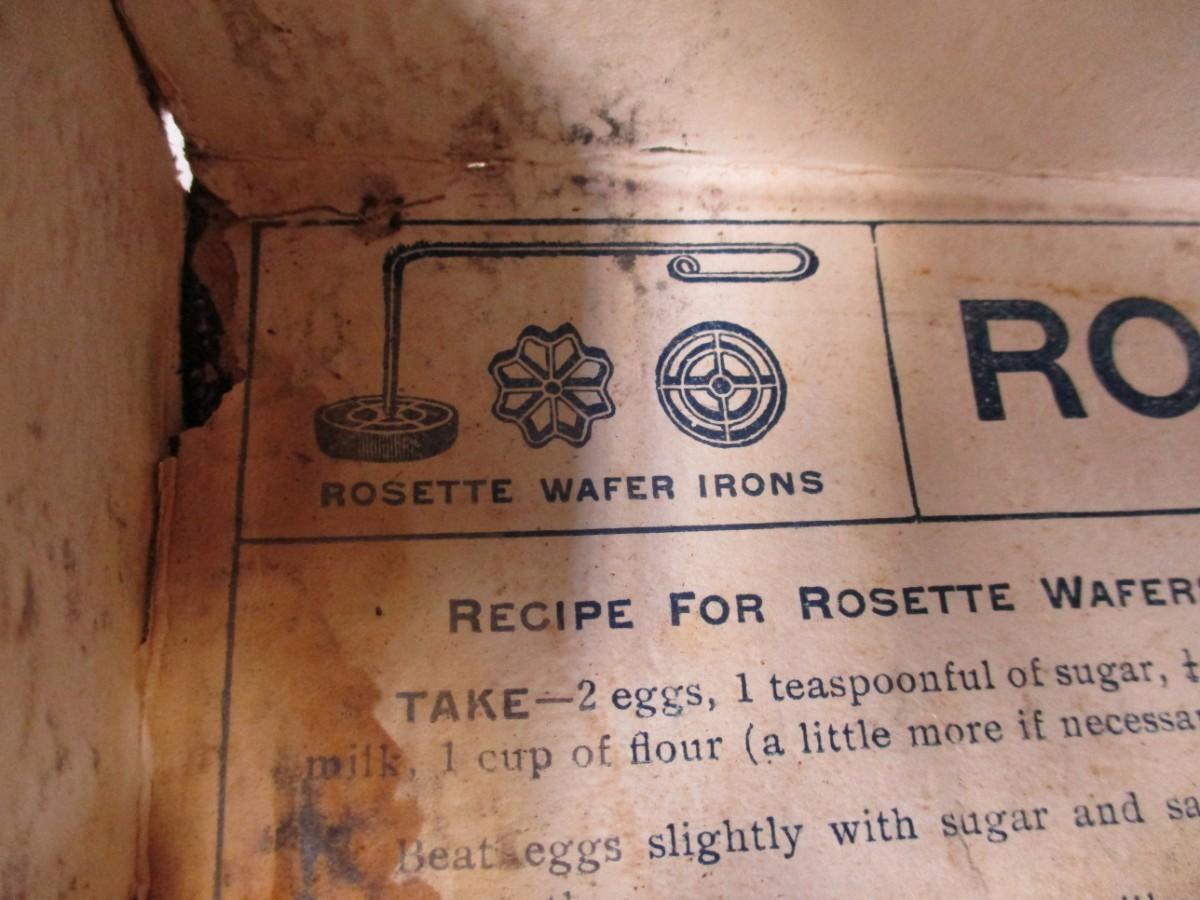 ROSETTE WAFER IRONS
RO
RECIPE FOR ROSETTE WAFER
TAKE—2 eggs, 1 teaspoonful of sugar,
milk, 1 cup of flour (a little more if necessa
Beat eggs slightly with sugar and sa